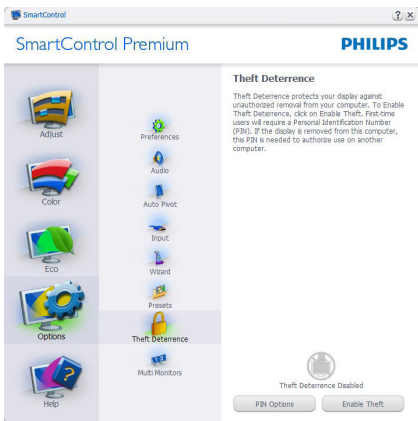 SmartControl
SmartControl Premium
PHILIPS
Adjust
Color
Eco
Options
Help
Preferences
Audio
Auto Pivot
Input
Wizard
Presets
Theft Deterrence
Multi Monitors
Theft Deterrence
Theft Deterrence protects your display against
unauthorized removal from your computer. To Enable
Theft Deterrence, click on Enable Theft. First-time
users will require a Personal Identification Number
(PIN). If the display is removed from this computer,
this PIN is needed to authorize use on another
computer.
Theft Deterrence Disabled
PIN Options
Enable Theft